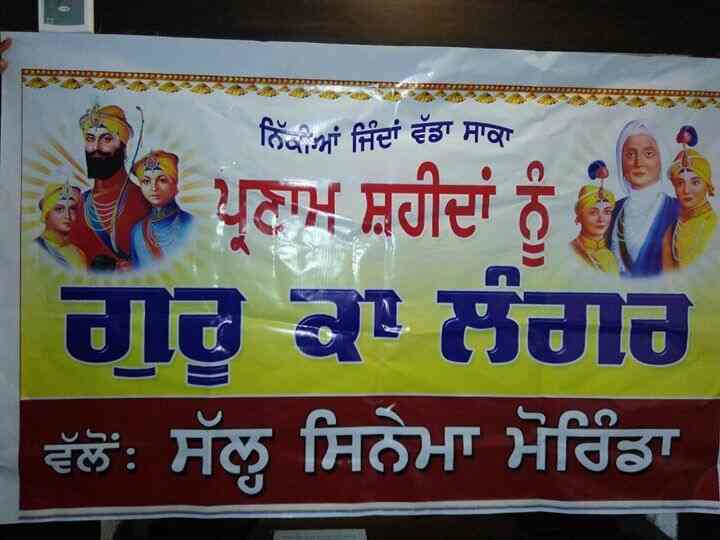 ਨਿੱਕੀਆਂ ਜਿੰਦਾਂ ਵੱਡਾ ਸਾਕਾ
ਪ੍ਰਣਾਮ ਸ਼ਹੀਦਾਂ ਨੂੰ
ਗੁਰੂ ਕਾ ਲੰਗਰ
ਵੱਲੋਂ: ਸੱਲ੍ਹ ਸਿਨੇਮਾ ਮੋਰਿੰਡਾ